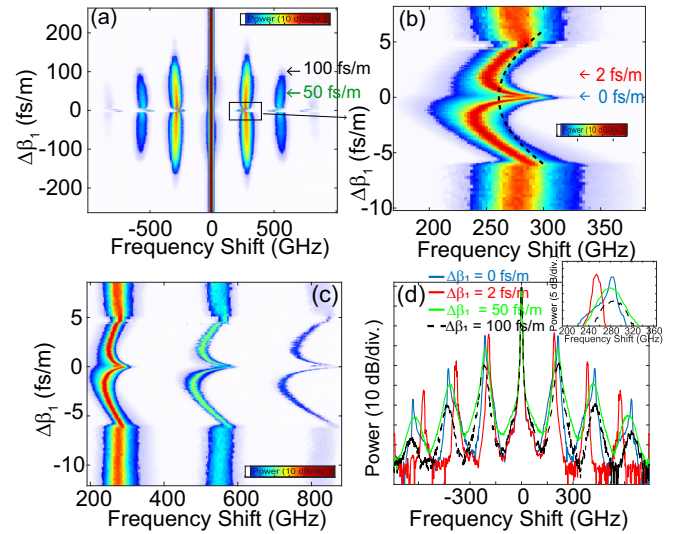 (a)
Power (10 dB/div.)
200
100
0
-100
-200
Δβ₁ (fs/m)
100 fs/m
50 fs/m
-500
0
500
Frequency Shift (GHz)
(b)
5
0
-5
-10
Δβ₁ (fs/m)
2 fs/m
0 fs/m
Power (10 dB/div.)
200
250
300
350
Frequency Shift (GHz)
(c)
5
0
-5
-10
Δβ₁ (fs/m)
Power (10 dB/div.)
200
400
600
800
Frequency Shift (GHz)
(d)
Δβ₁ = 0 fs/m
Δβ₁ = 2 fs/m
Δβ₁ = 50 fs/m
Δβ₁ = 100 fs/m
Power (5 dB/div.)
200 240 280 320 360
Frequency Shift (GHz)
Power (10 dB/div.)
-300
0
300
Frequency Shift (GHz)